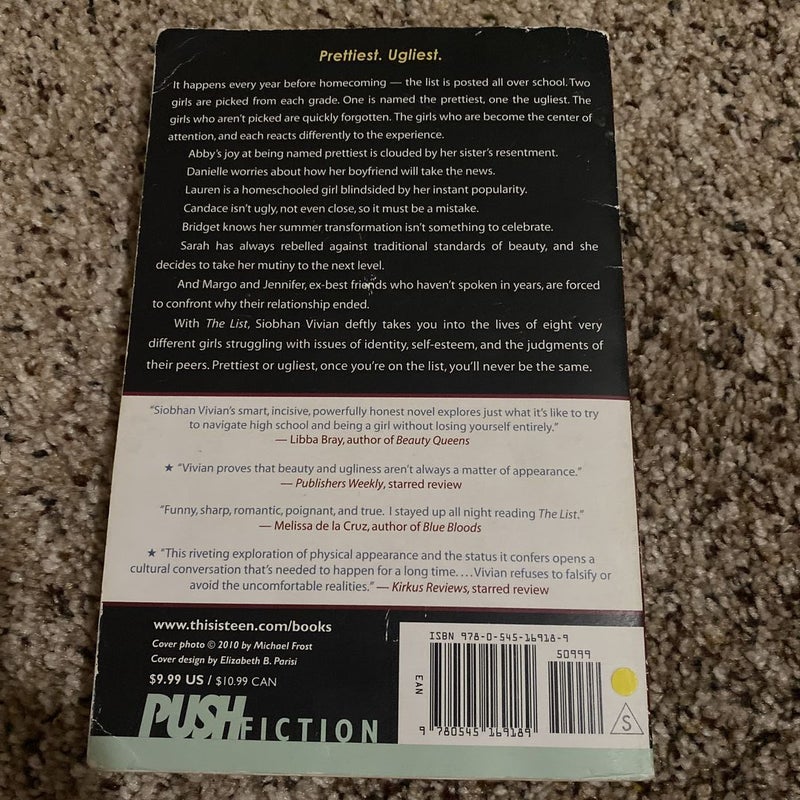 Prettiest. Ugliest.
It happens every year before homecoming — the list is posted all over school. Two
girls are picked from each grade. One is named the prettiest, one the ugliest. The
girls who aren't picked are quickly forgotten. The girls who are become the center of
attention, and each reacts differently to the experience.
Abby's joy at being named prettiest is clouded by her sister's resentment.
Danielle worries about how her boyfriend will take the news.
Lauren is a homeschooled girl blindsided by her instant popularity.
Candace isn't ugly, not even close, so it must be a mistake.
Bridget knows her summer transformation isn't something to celebrate.
Sarah has always rebelled against traditional standards of beauty, and she
decides to take her mutiny to the next level.
And Margo and Jennifer, ex-best friends who haven't spoken in years, are forced
to confront why their relationship ended.
With The List, Siobhan Vivian deftly takes you into the lives of eight very
different girls struggling with issues of identity, self-esteem, and the judgments of
their peers. Prettiest or ugliest, once you're on the list, you'll never be the same.
"Siobhan Vivian's smart, incisive, powerfully honest novel explores just what it's like to try
to navigate high school and being a girl without losing yourself entirely."
— Libba Bray, author of Beauty Queens
★ "Vivian proves that beauty and ugliness aren't always a matter of appearance."
— Publishers Weekly, starred review
"Funny, sharp, romantic, poignant, and true. I stayed up all night reading The List."
— Melissa de la Cruz, author of Blue Bloods
★ "This riveting exploration of physical appearance and the status it confers opens a
cultural conversation that's needed to happen for a long time. . . . Vivian refuses to falsify or
avoid the uncomfortable realities." — Kirkus Reviews, starred review
www.thisisteen.com/books
Cover photo © 2010 by Michael Frost
Cover design by Elizabeth B. Parisi
$9.99 US / $10.99 CAN
PUSH FICTION
ISBN 978-0-545-16918-9
50999
EAN
9 780545 169189
S